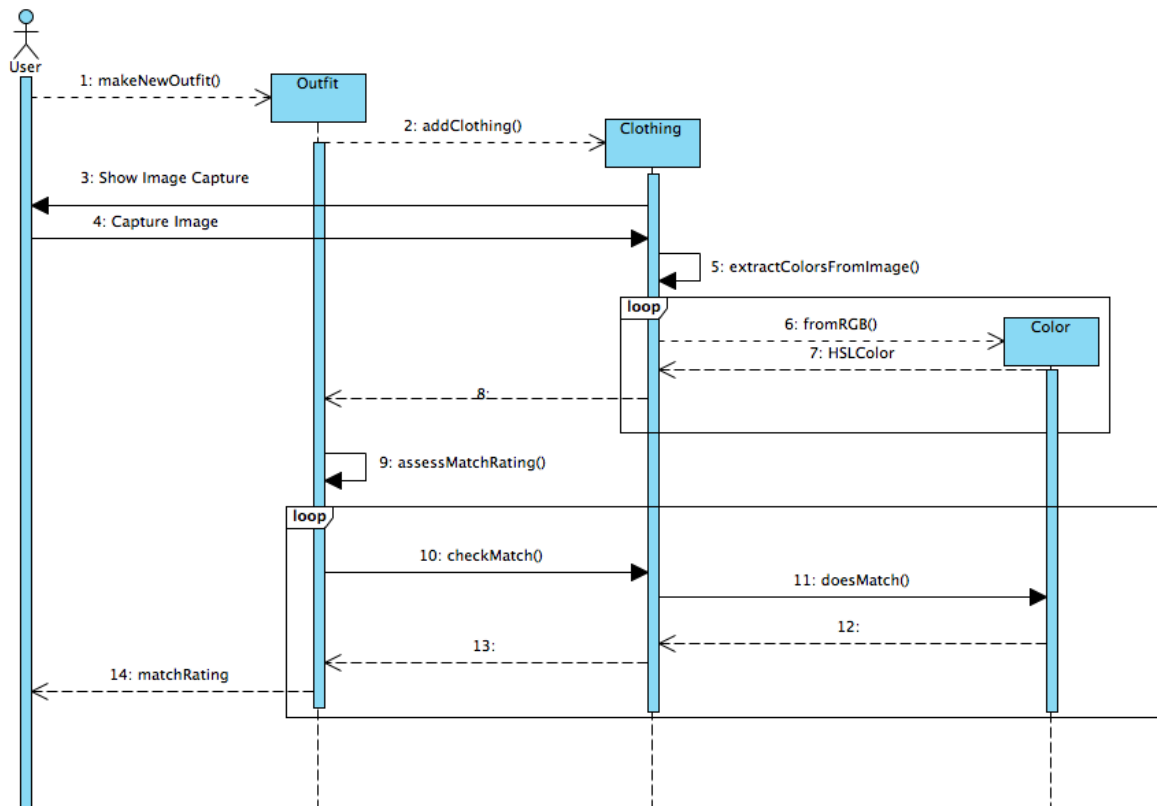 User
1: makeNewOutfit()
Outfit
2: addClothing()
Clothing
3: Show Image Capture
4: Capture Image
5: extractColorsFromImage()
loop
6: fromRGB()
Color
7: HSLColor
8:
9: assessMatchRating()
loop
10: checkMatch()
11: doesMatch()
12:
13:
14: matchRating